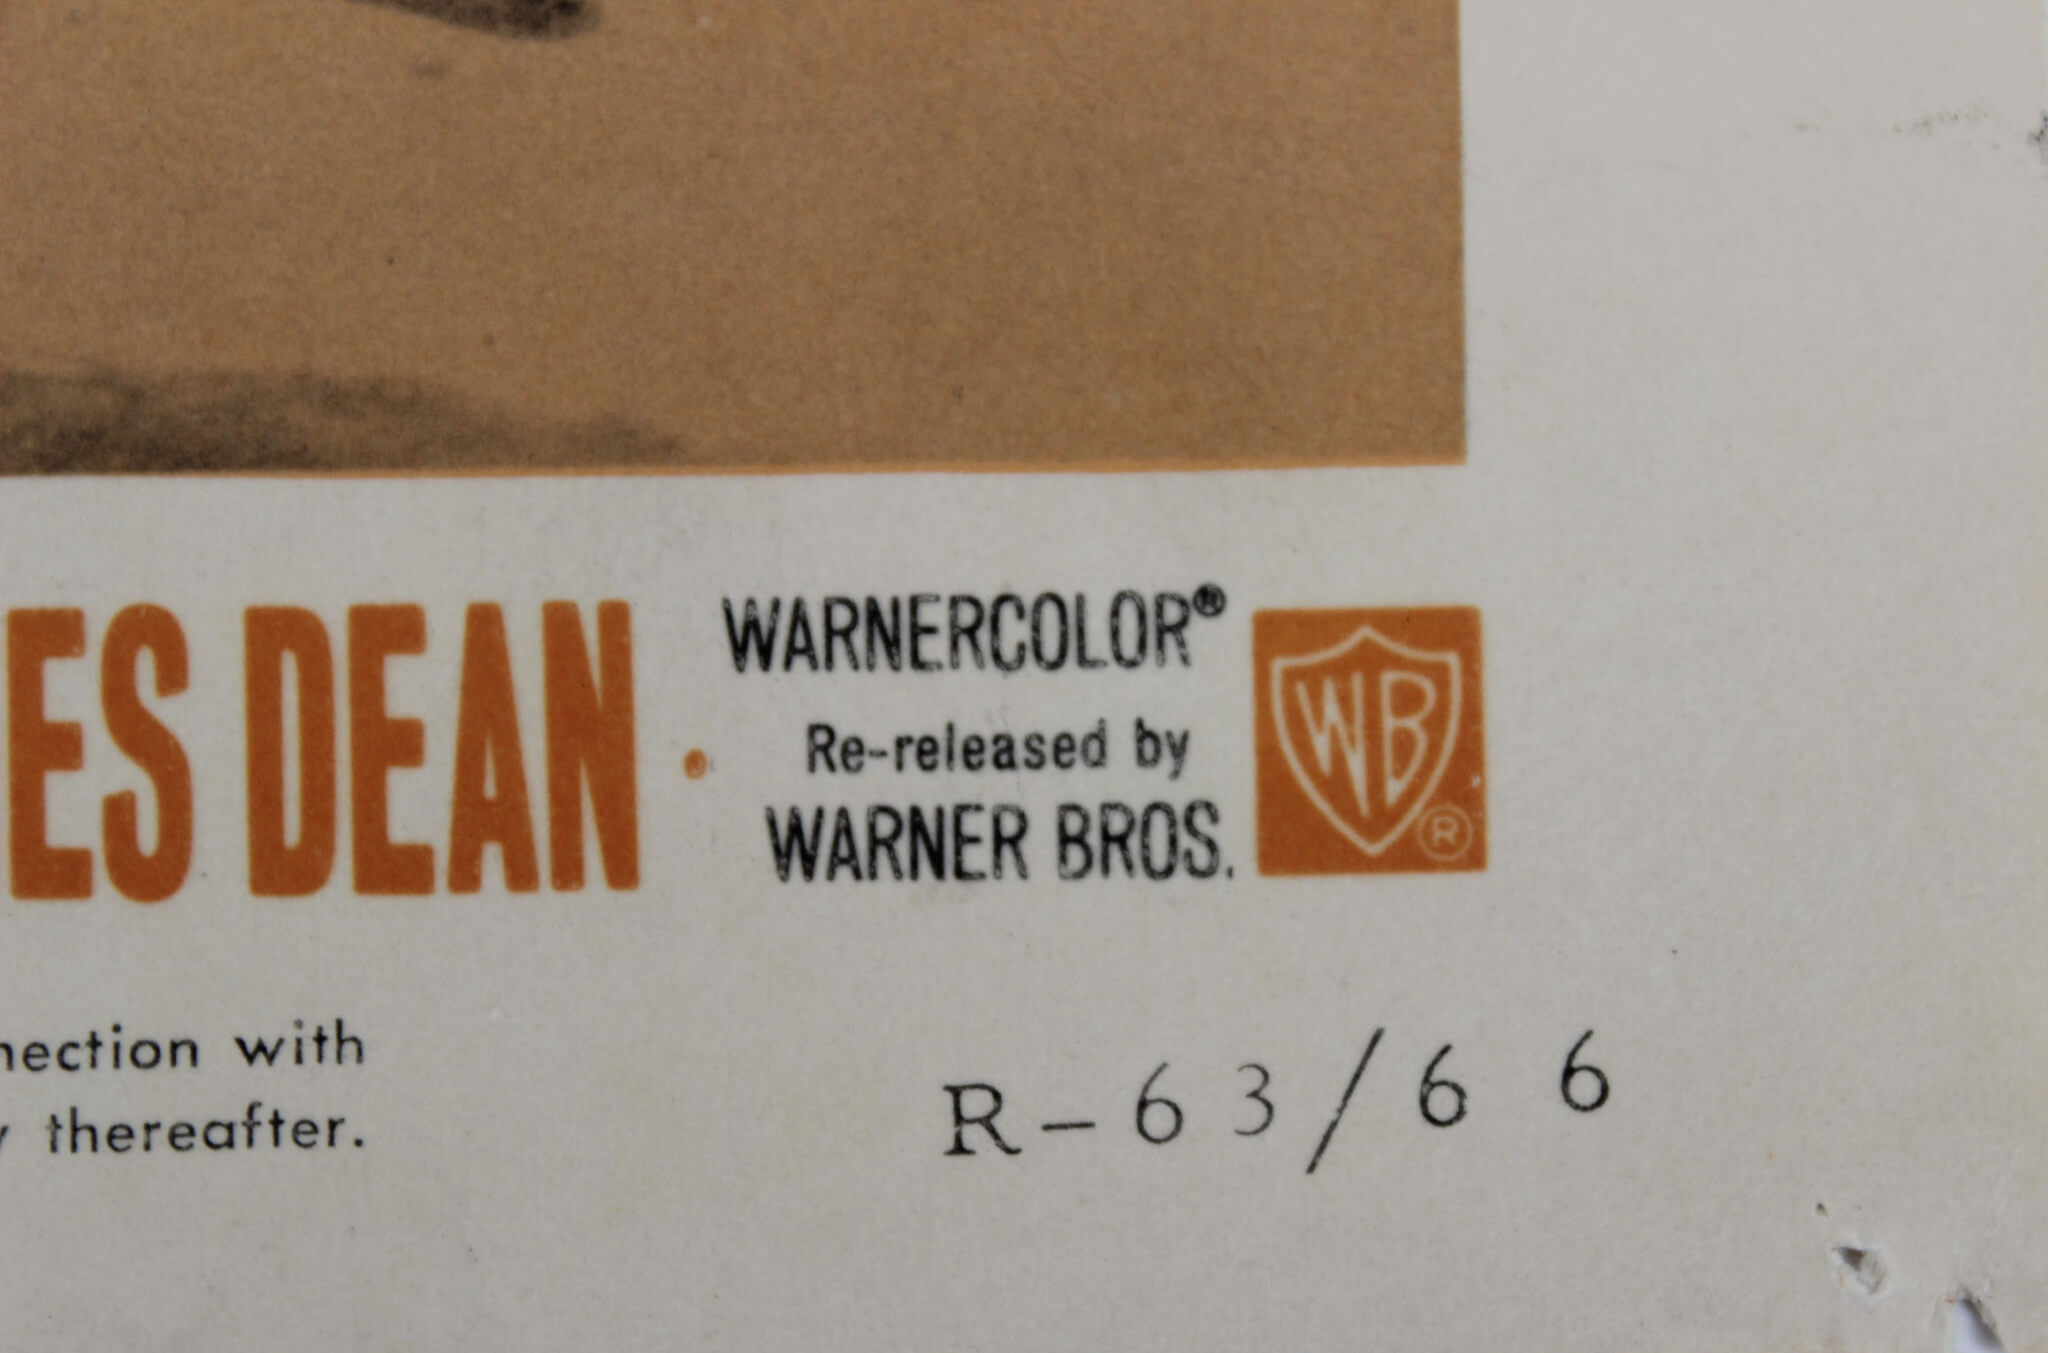 ES DEAN
WARNERCOLOR®
Re-released by
WARNER BROS.
WB
®
nection with
thereafter.
R-63/66